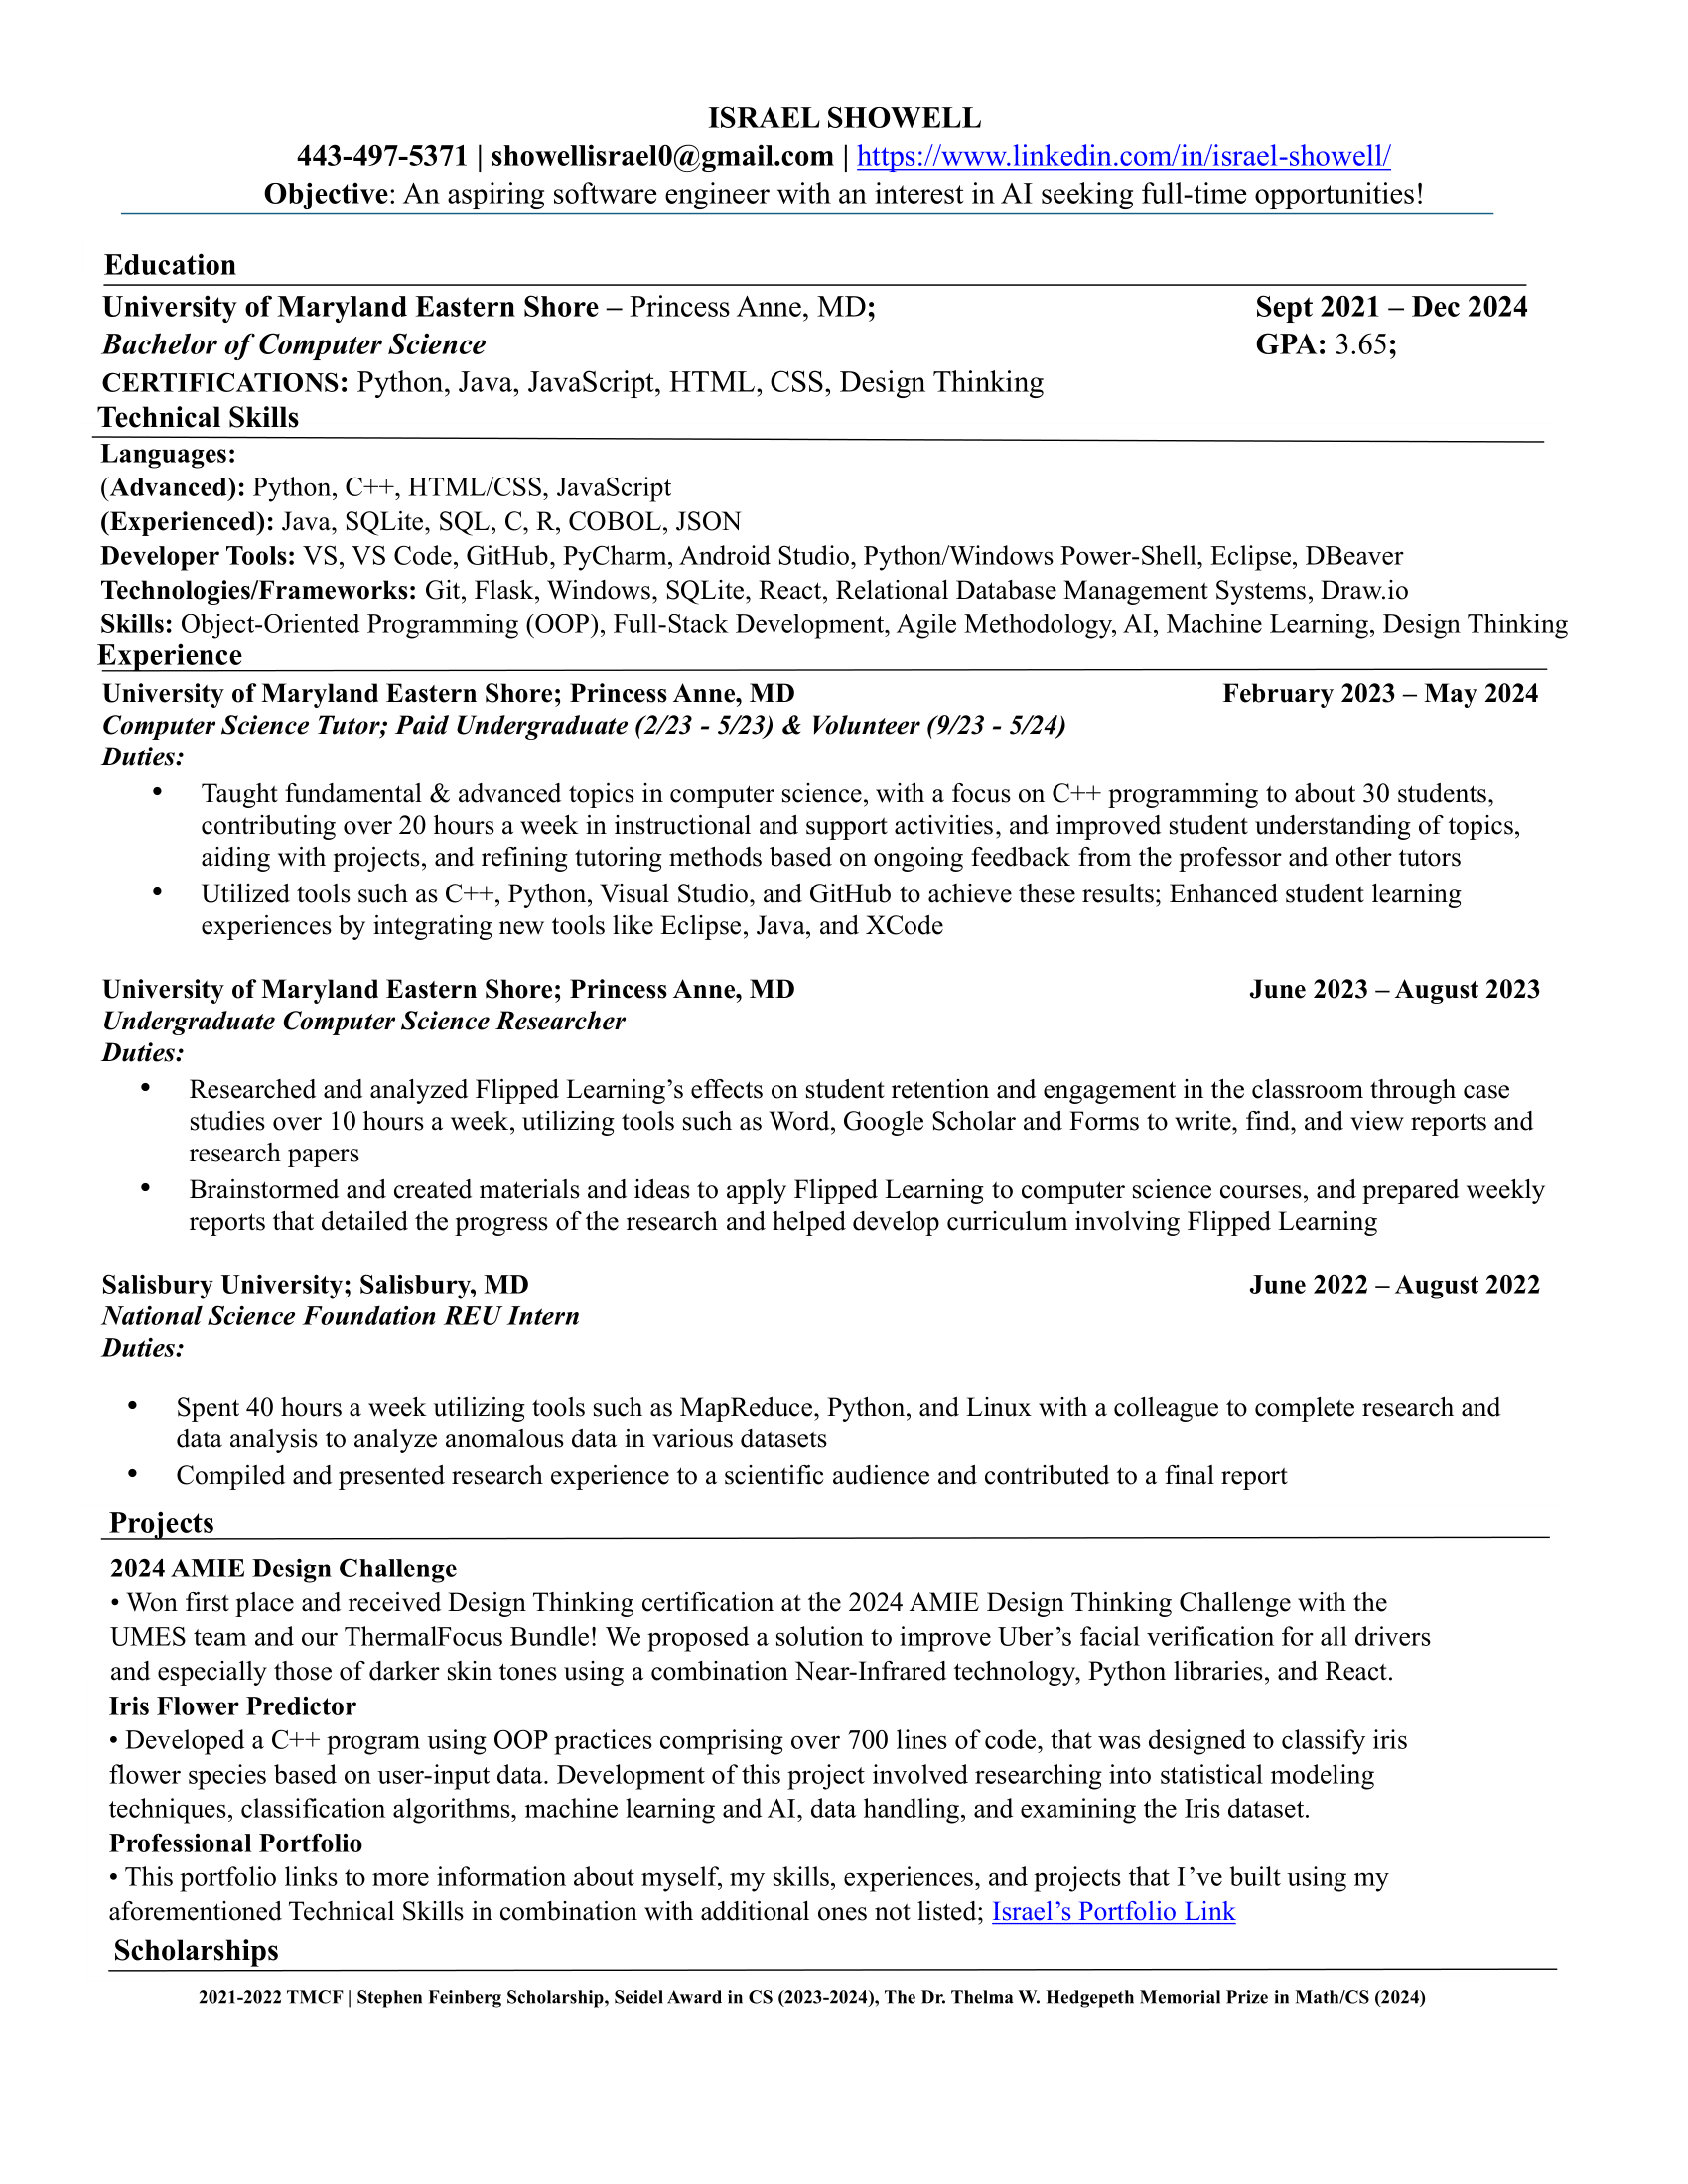 ISRAEL SHOWELL
443-497-5371 | showellisrael0@gmail.com | https://www.linkedin.com/in/israel-showell/
Objective: An aspiring software engineer with an interest in AI seeking full-time opportunities!
Education
University of Maryland Eastern Shore – Princess Anne, MD; Sept 2021 – Dec 2024
Bachelor of Computer Science GPA: 3.65;
CERTIFICATIONS: Python, Java, JavaScript, HTML, CSS, Design Thinking
Technical Skills
Languages:
(Advanced): Python, C++, HTML/CSS, JavaScript
(Experienced): Java, SQLite, SQL, C, R, COBOL, JSON
Developer Tools: VS, VS Code, GitHub, PyCharm, Android Studio, Python/Windows Power-Shell, Eclipse, DBeaver
Technologies/Frameworks: Git, Flask, Windows, SQLite, React, Relational Database Management Systems, Draw.io
Skills: Object-Oriented Programming (OOP), Full-Stack Development, Agile Methodology, AI, Machine Learning, Design Thinking
Experience
University of Maryland Eastern Shore; Princess Anne, MD February 2023 – May 2024
Computer Science Tutor; Paid Undergraduate (2/23 - 5/23) & Volunteer (9/23 - 5/24)
Duties:
• Taught fundamental & advanced topics in computer science, with a focus on C++ programming to about 30 students,
contributing over 20 hours a week in instructional and support activities, and improved student understanding of topics,
aiding with projects, and refining tutoring methods based on ongoing feedback from the professor and other tutors
• Utilized tools such as C++, Python, Visual Studio, and GitHub to achieve these results; Enhanced student learning
experiences by integrating new tools like Eclipse, Java, and XCode
University of Maryland Eastern Shore; Princess Anne, MD June 2023 – August 2023
Undergraduate Computer Science Researcher
Duties:
• Researched and analyzed Flipped Learning’s effects on student retention and engagement in the classroom through case
studies over 10 hours a week, utilizing tools such as Word, Google Scholar and Forms to write, find, and view reports and
research papers
• Brainstormed and created materials and ideas to apply Flipped Learning to computer science courses, and prepared weekly
reports that detailed the progress of the research and helped develop curriculum involving Flipped Learning
Salisbury University; Salisbury, MD June 2022 – August 2022
National Science Foundation REU Intern
Duties:
• Spent 40 hours a week utilizing tools such as MapReduce, Python, and Linux with a colleague to complete research and
data analysis to analyze anomalous data in various datasets
• Compiled and presented research experience to a scientific audience and contributed to a final report
Projects
2024 AMIE Design Challenge
• Won first place and received Design Thinking certification at the 2024 AMIE Design Thinking Challenge with the
UMES team and our ThermalFocus Bundle! We proposed a solution to improve Uber’s facial verification for all drivers
and especially those of darker skin tones using a combination Near-Infrared technology, Python libraries, and React.
Iris Flower Predictor
• Developed a C++ program using OOP practices comprising over 700 lines of code, that was designed to classify iris
flower species based on user-input data. Development of this project involved researching into statistical modeling
techniques, classification algorithms, machine learning and AI, data handling, and examining the Iris dataset.
Professional Portfolio
• This portfolio links to more information about myself, my skills, experiences, and projects that I’ve built using my
aforementioned Technical Skills in combination with additional ones not listed; Israel’s Portfolio Link
Scholarships
2021-2022 TMCF | Stephen Feinberg Scholarship, Seidel Award in CS (2023-2024), The Dr. Thelma W. Hedgepeth Memorial Prize in Math/CS (2024)